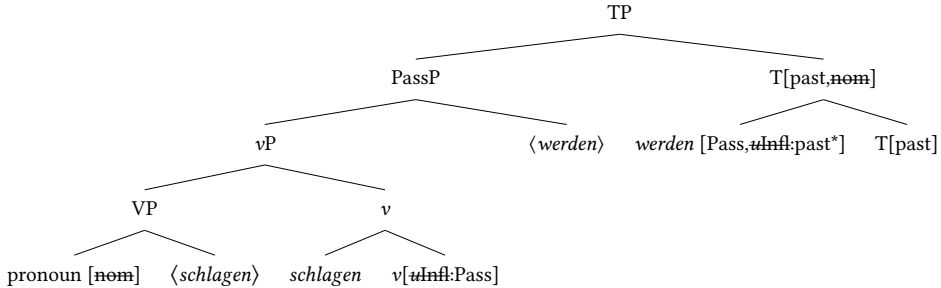 TP
PassP T[past,nom]
vP ⟨werden⟩ werden [Pass,uInfl:past*] T[past]
VP v
pronoun [nom] ⟨schlagen⟩ schlagen v[uInfl:Pass]